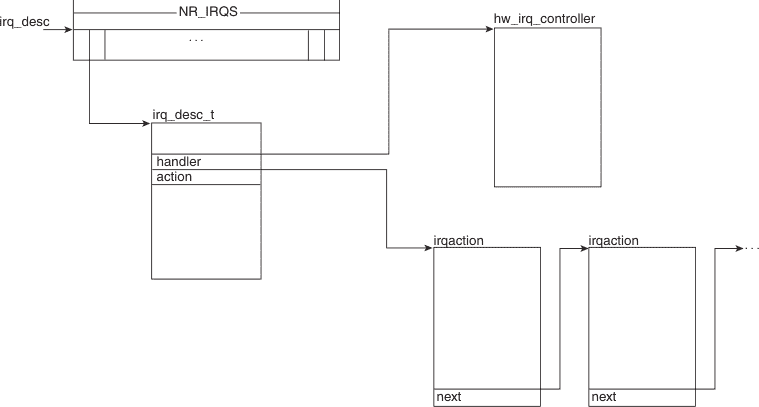 NR_IRQS
irq_desc
...
hw_irq_controller
irq_desc_t
handler
action
irqaction
irqaction
...
next
next